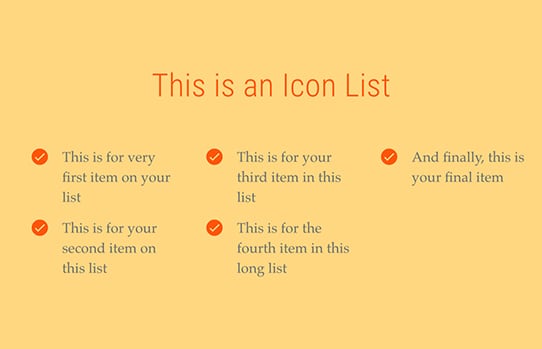 This is an Icon List
This is for very
first item on your
list
This is for your
second item on
this list
This is for your
third item in this
list
This is for the
fourth item in this
long list
And finally, this is
your final item